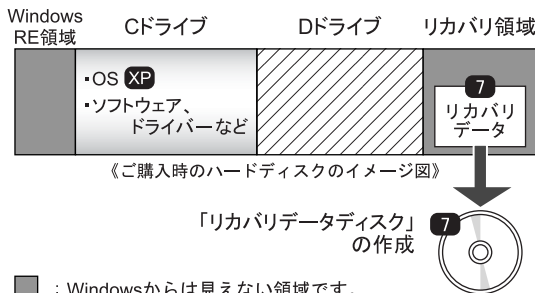 Windows
RE領域
Cドライブ
Dドライブ
リカバリ領域
▪OS XP
▪ソフトウェア、
ドライバーなど
7
リカバリ
データ
《ご購入時のハードディスクのイメージ図》
「リカバリデータディスク」 7
の作成
：Windowsからは見えない領域です。